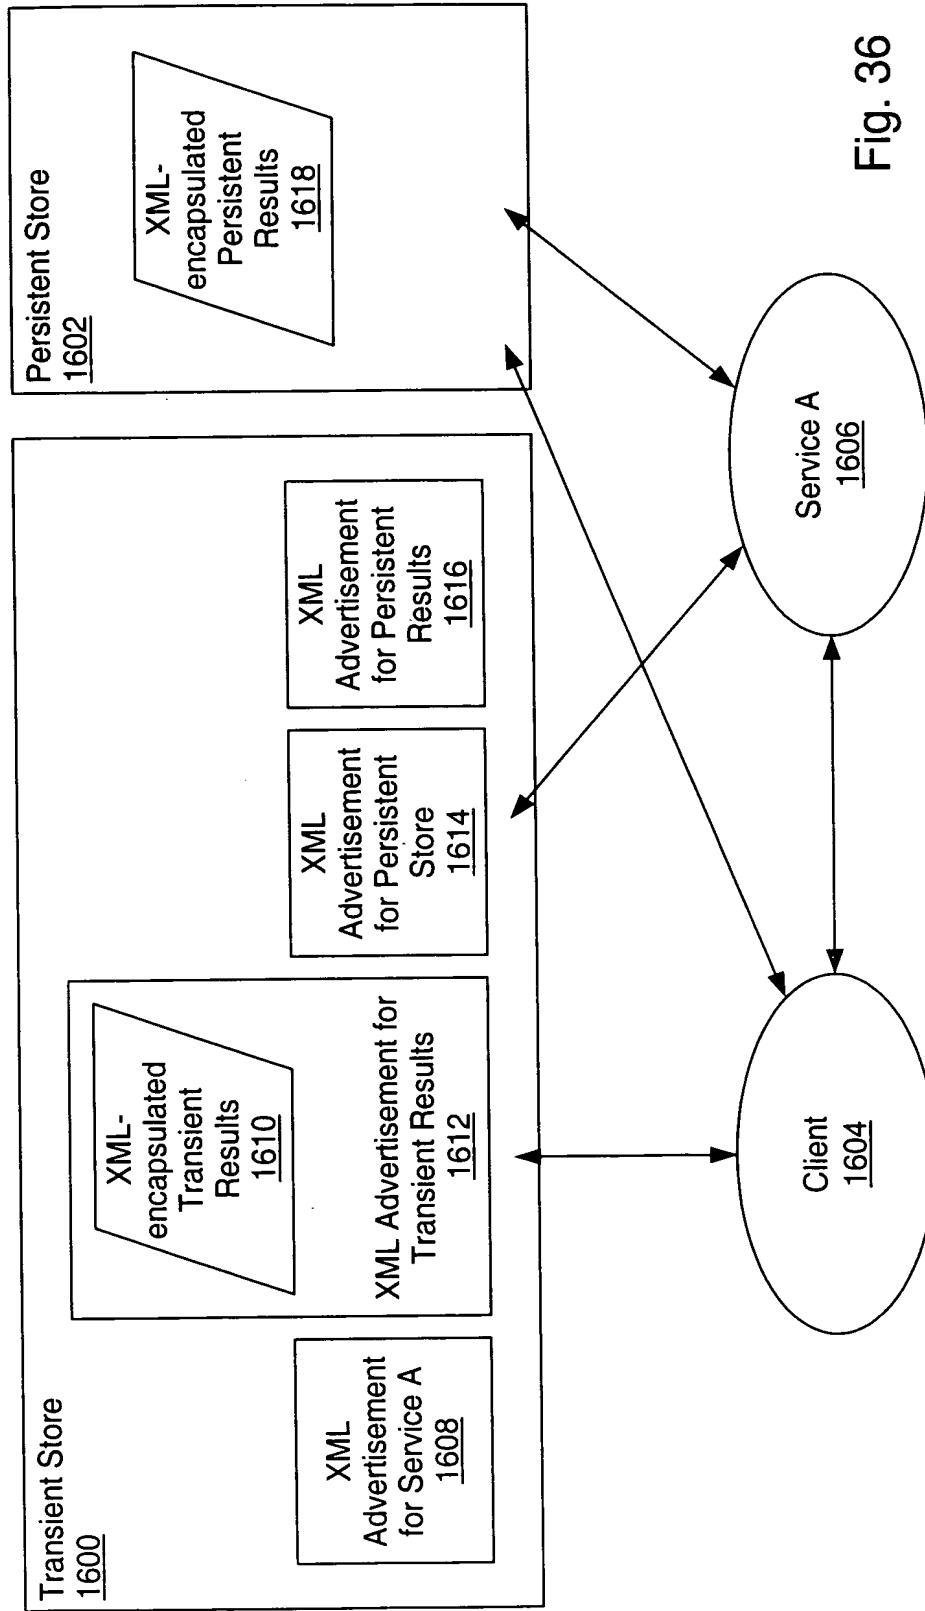 Transient Store
1600
XML
Advertisement
for Service A
1608
XML-
encapsulated
Transient
Results
1610
XML Advertisement for
Transient Results
1612
XML
Advertisement
for Persistent
Store
1614
XML
Advertisement
for Persistent
Results
1616
Persistent Store
1602
XML-
encapsulated
Persistent
Results
1618
Client
1604
Service A
1606
Fig. 36